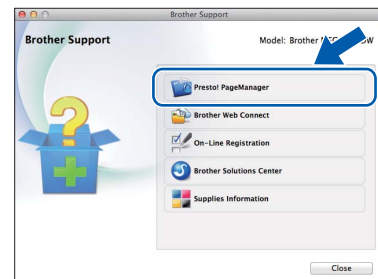 Brother Support
Brother Support
Model: Brother
Presto! PageManager
Brother Web Connect
On-Line Registration
Brother Solutions Center
Supplies Information
Close